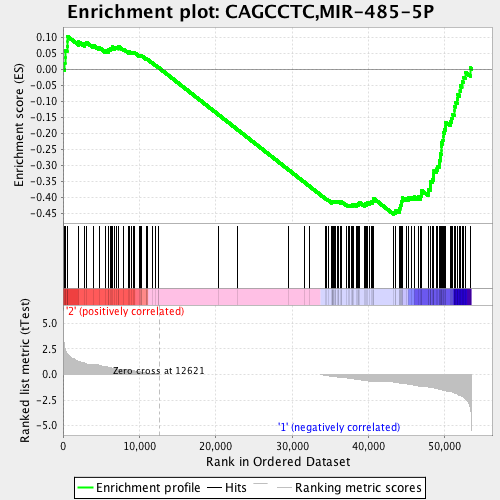 Enrichment plot: CAGCCTC,MIR-485-5P
Enrichment score (ES)
0.10
0.05
0.00
-0.05
-0.10
-0.15
-0.20
-0.25
-0.30
-0.35
-0.40
-0.45
'2' (positively correlated)
Zero cross at 12621
'1' (negatively correlated)
Ranked list metric (tTest)
5.0
2.5
0.0
-2.5
-5.0
0
10,000
20,000
30,000
40,000
50,000
Rank in Ordered Dataset
Enrichment profile
Hits
Ranking metric scores